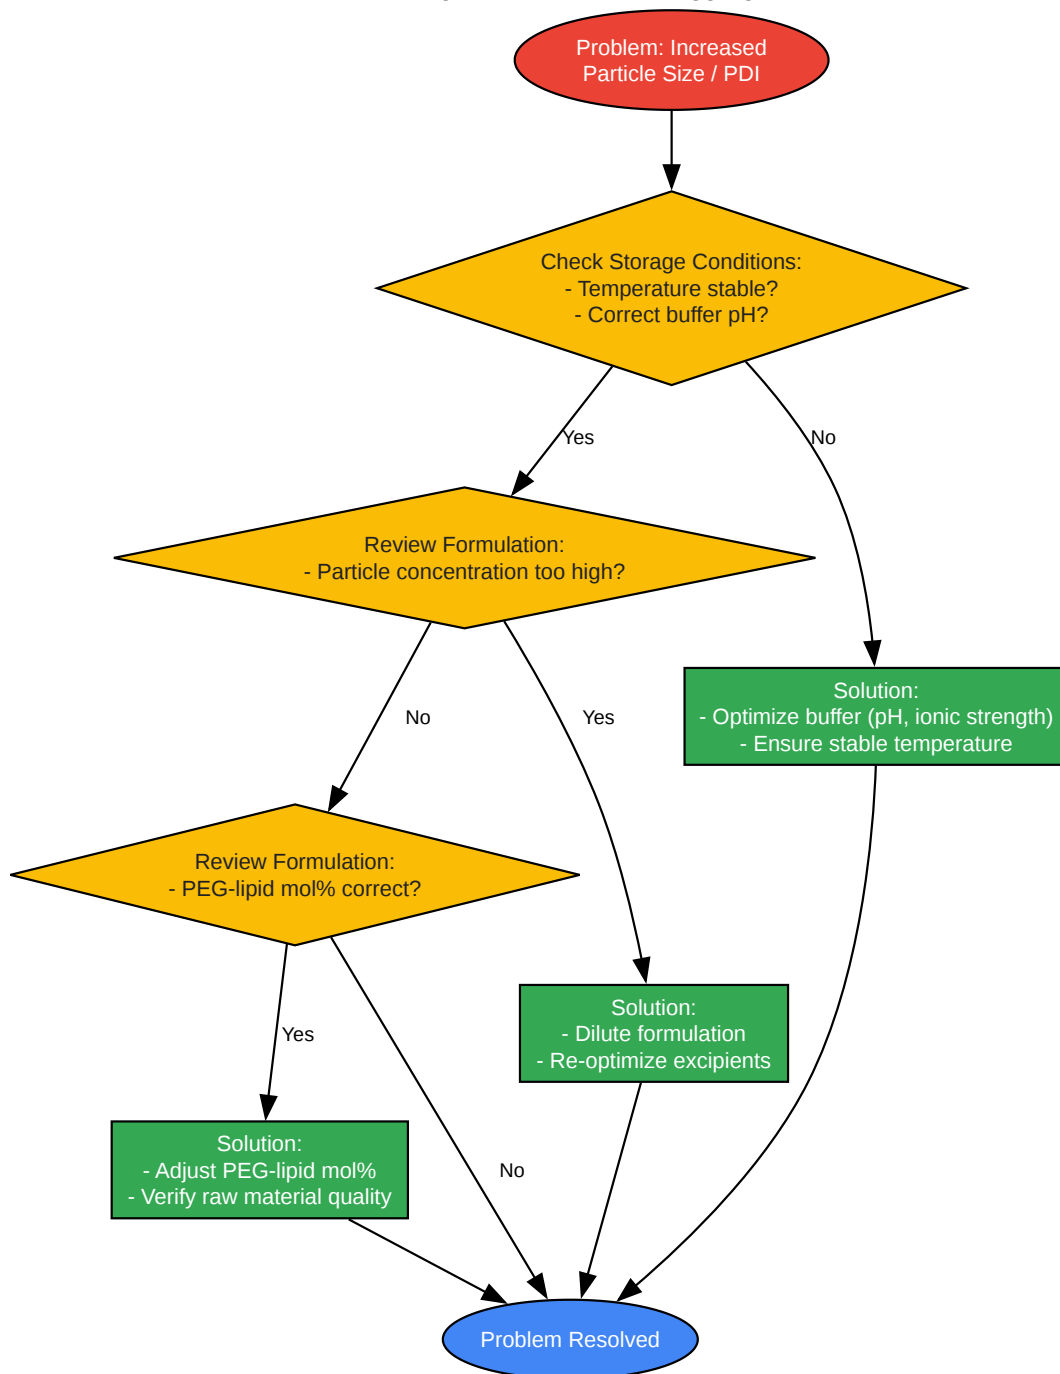 Problem: Increased
Particle Size / PDI
Check Storage Conditions:
- Temperature stable?
- Correct buffer pH?
Yes
No
Review Formulation:
- Particle concentration too high?
No
Yes
Solution:
- Optimize buffer (pH, ionic strength)
- Ensure stable temperature
Review Formulation:
- PEG-lipid mol% correct?
Yes
No
Solution:
- Dilute formulation
- Re-optimize excipients
Solution:
- Adjust PEG-lipid mol%
- Verify raw material quality
Problem Resolved